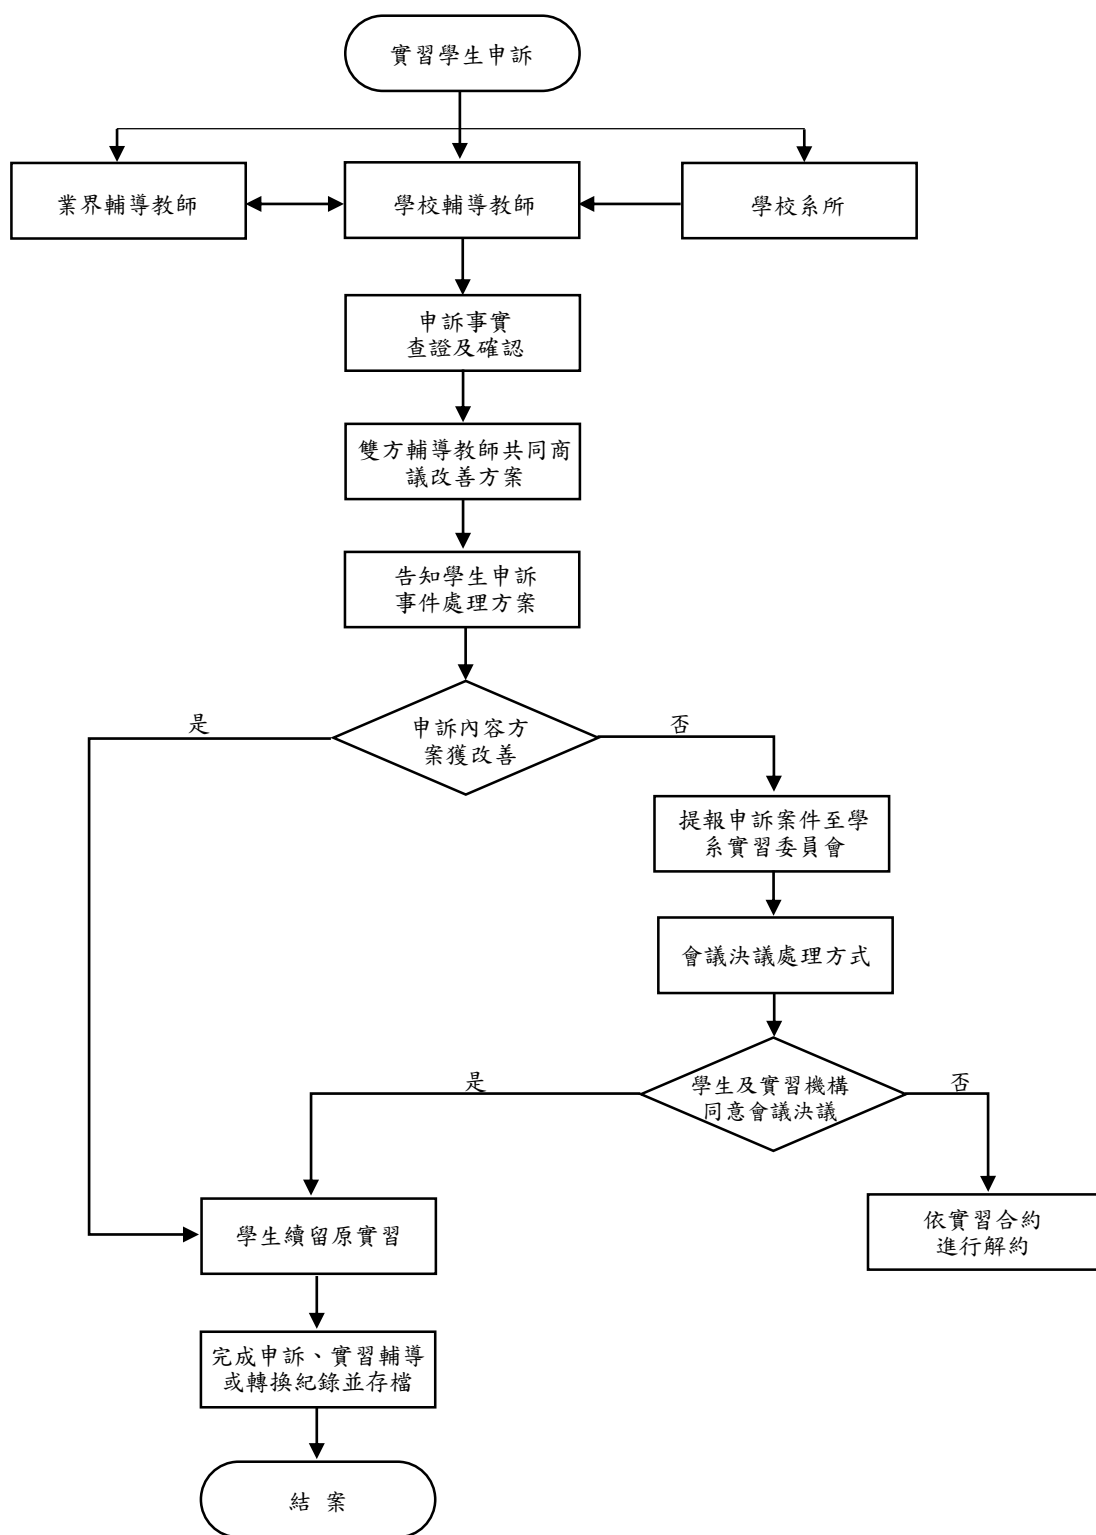 實習學生申訴
業界輔導教師
學校輔導教師
學校系所
申訴事實
查證及確認
雙方輔導教師共同商
議改善方案
告知學生申訴
事件處理方案
是
申訴內容方
案獲改善
否
提報申訴案件至學
系實習委員會
會議決議處理方式
是
學生及實習機構
同意會議決議
否
學生續留原實習
依實習合約
進行解約
完成申訴、實習輔導
或轉換紀錄並存檔
結 案